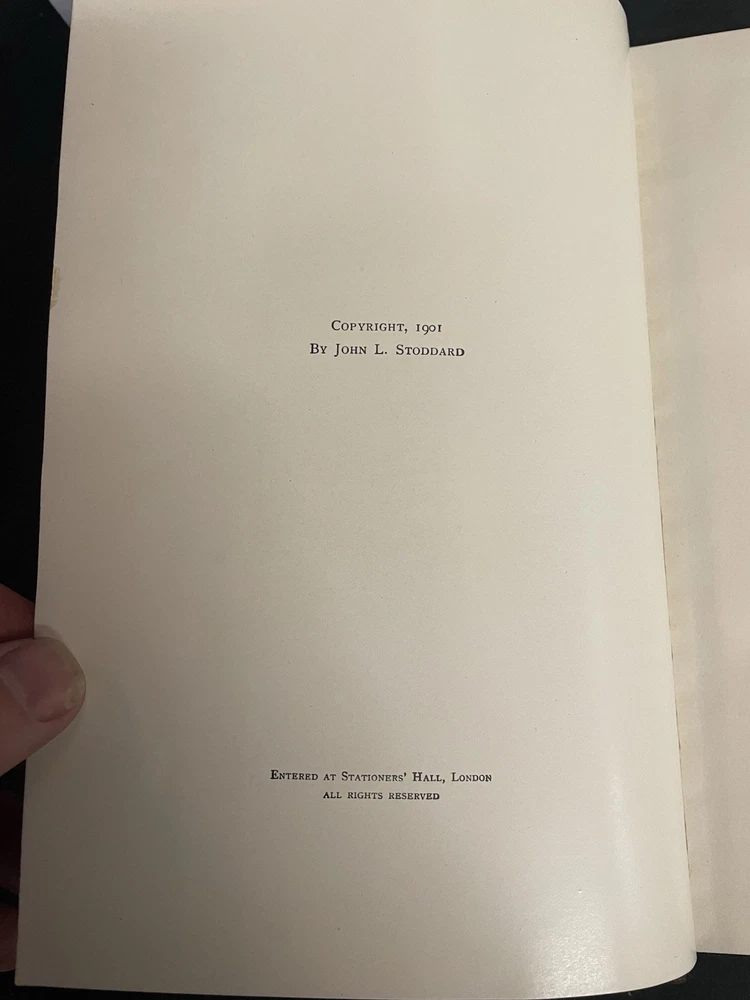 Copyright, 1901
By John L. Stoddard
Entered at Stationers' Hall, London
ALL RIGHTS RESERVED